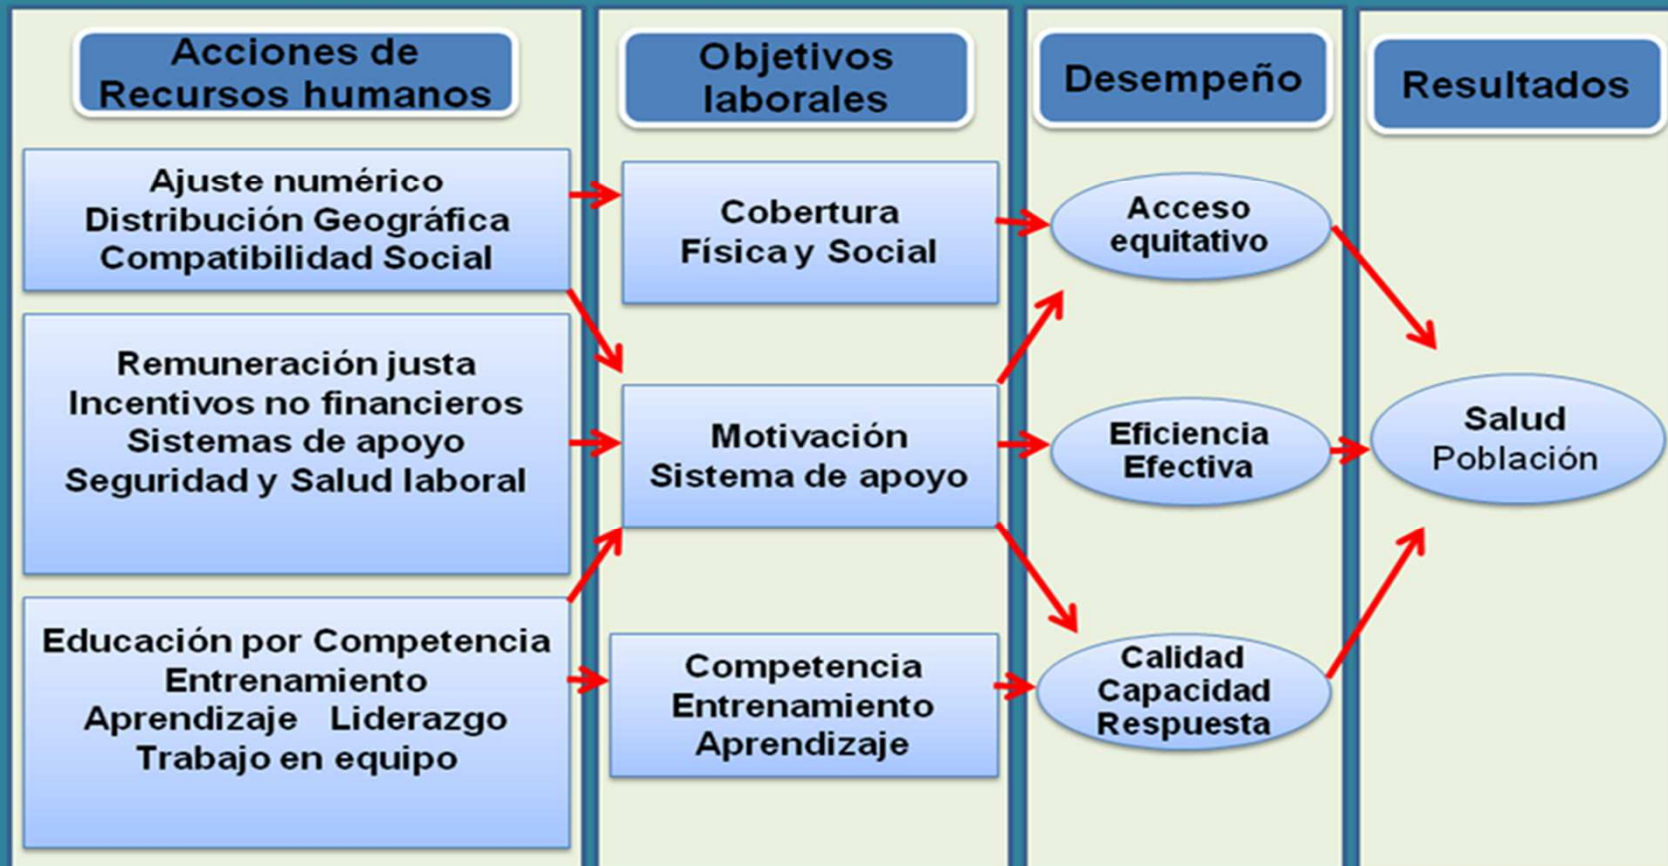 Acciones de
Recursos humanos
Objetivos
laborales
Desempeño
Resultados
Ajuste numérico
Distribución Geográfica
Compatibilidad Social
Cobertura
Física y Social
Acceso
equitativo
Remuneración justa
Incentivos no financieros
Sistemas de apoyo
Seguridad y Salud laboral
Motivación
Sistema de apoyo
Eficiencia
Efectiva
Salud
Población
Educación por Competencia
Entrenamiento
Aprendizaje Liderazgo
Trabajo en equipo
Competencia
Entrenamiento
Aprendizaje
Calidad
Capacidad
Respuesta